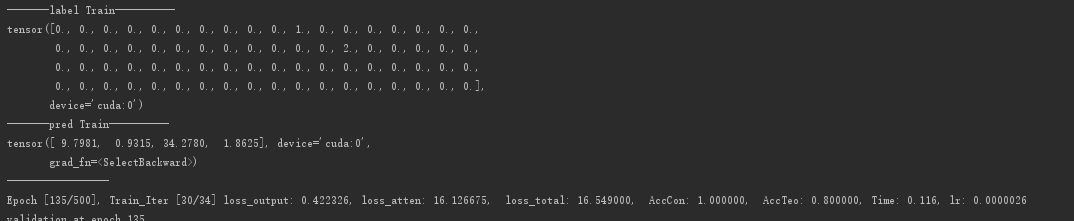 -------label Train----------
tensor([0., 0., 0., 0., 0., 0., 0., 0., 0., 0., 1., 0., 0., 0., 0., 0., 0., 0.,
0., 0., 0., 0., 0., 0., 0., 0., 0., 0., 0., 0., 2., 0., 0., 0., 0., 0.,
0., 0., 0., 0., 0., 0., 0., 0., 0., 0., 0., 0., 0., 0., 0., 0., 0., 0.,
0., 0., 0., 0., 0., 0., 0., 0., 0., 0., 0., 0., 0., 0., 0., 0., 0., 0.],
device='cuda:0')
-------pred Train----------
tensor([ 9.7981, 0.9315, 34.2780, 1.8625], device='cuda:0',
grad_fn=<SelectBackward>)
-----------------
Epoch [135/500], Train_Iter [30/34] loss_output: 0.422326, loss_atten: 16.126675, loss_total: 16.549000, AccCon: 1.000000, AccTeo: 0.800000, Time: 0.116, lr: 0.0000026
validation at epoch 135